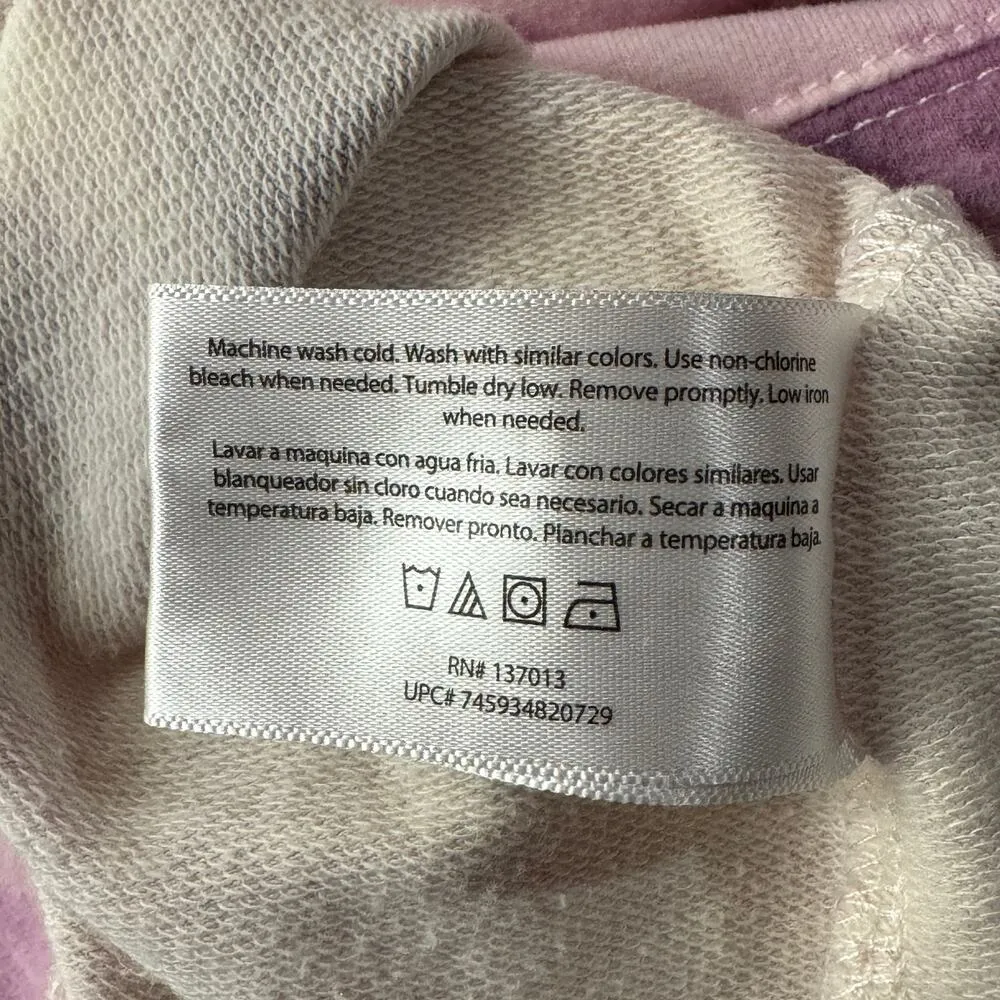 Machine wash cold. Wash with similar colors. Use non-chlorine
bleach when needed. Tumble dry low. Remove promptly. Low iron
when needed.
Lavar a maquina con agua fria. Lavar con colores similares. Usar
blanqueador sin cloro cuando sea necesario. Secar a maquina a
temperatura baja. Remover pronto. Planchar a temperatura baja.
RN# 137013
UPC# 745934820729